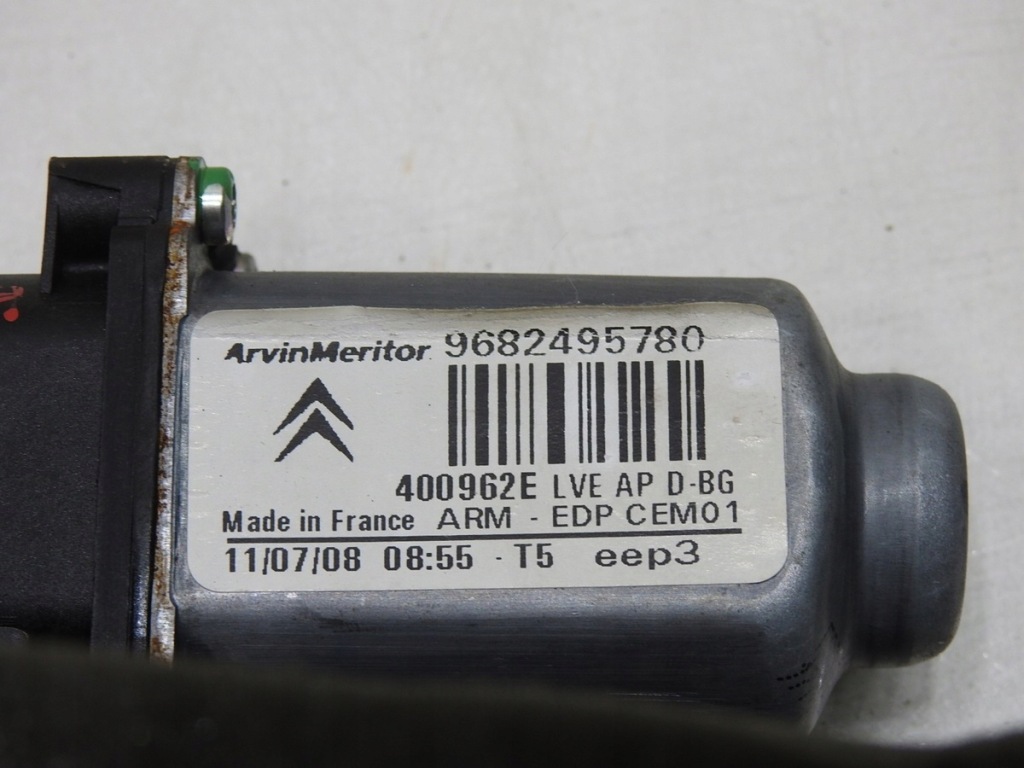 ArvinMeritor 9682495780
400962E LVE AP D-BG
Made in France ARM - EDP CEM01
11/07/08 08:55 - T5 eep3